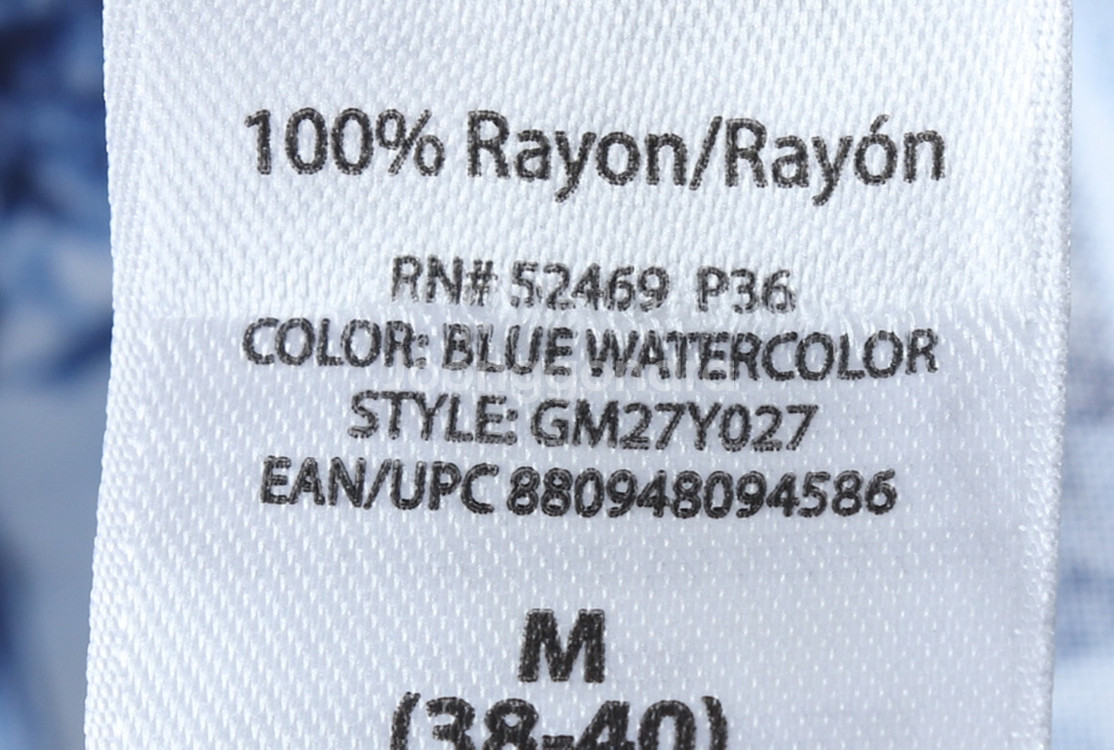 100% Rayon/Rayón
RN# 52469 P36
COLOR: BLUE WATERCOLOR
STYLE: GM27Y027
EAN/UPC 880948094586
M
(38-40)